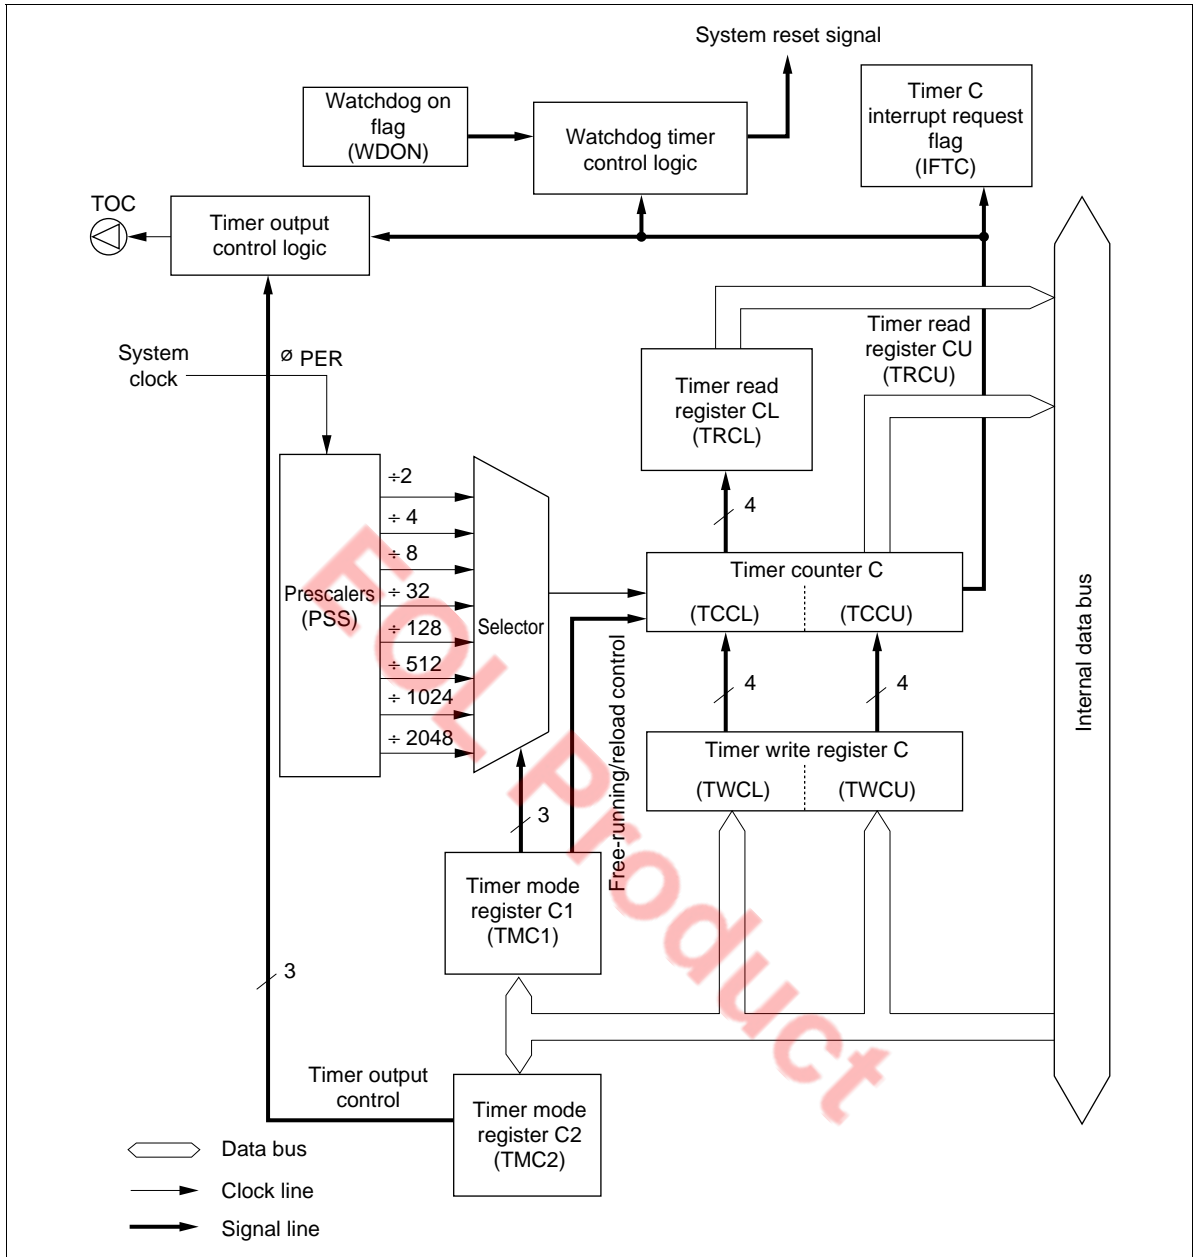 System reset signal
Watchdog on
flag
(WDON)
Watchdog timer
control logic
Timer C
interrupt request
flag
(IFTC)
TOC
Timer output
control logic
System
clock
ø PER
Timer read
register CU
(TRCU)
Timer read
register CL
(TRCL)
÷2
÷ 4
÷ 8
÷ 32
÷ 128
÷ 512
÷ 1024
÷ 2048
Prescalers
(PSS)
Selector
4
Timer counter C
(TCCL)
(TCCU)
Free-running/reload control
4
4
Timer write register C
(TWCL)
(TWCU)
Internal data bus
3
Timer mode
register C1
(TMC1)
3
Timer output
control
Timer mode
register C2
(TMC2)
Data bus
Clock line
Signal line
EOL Product